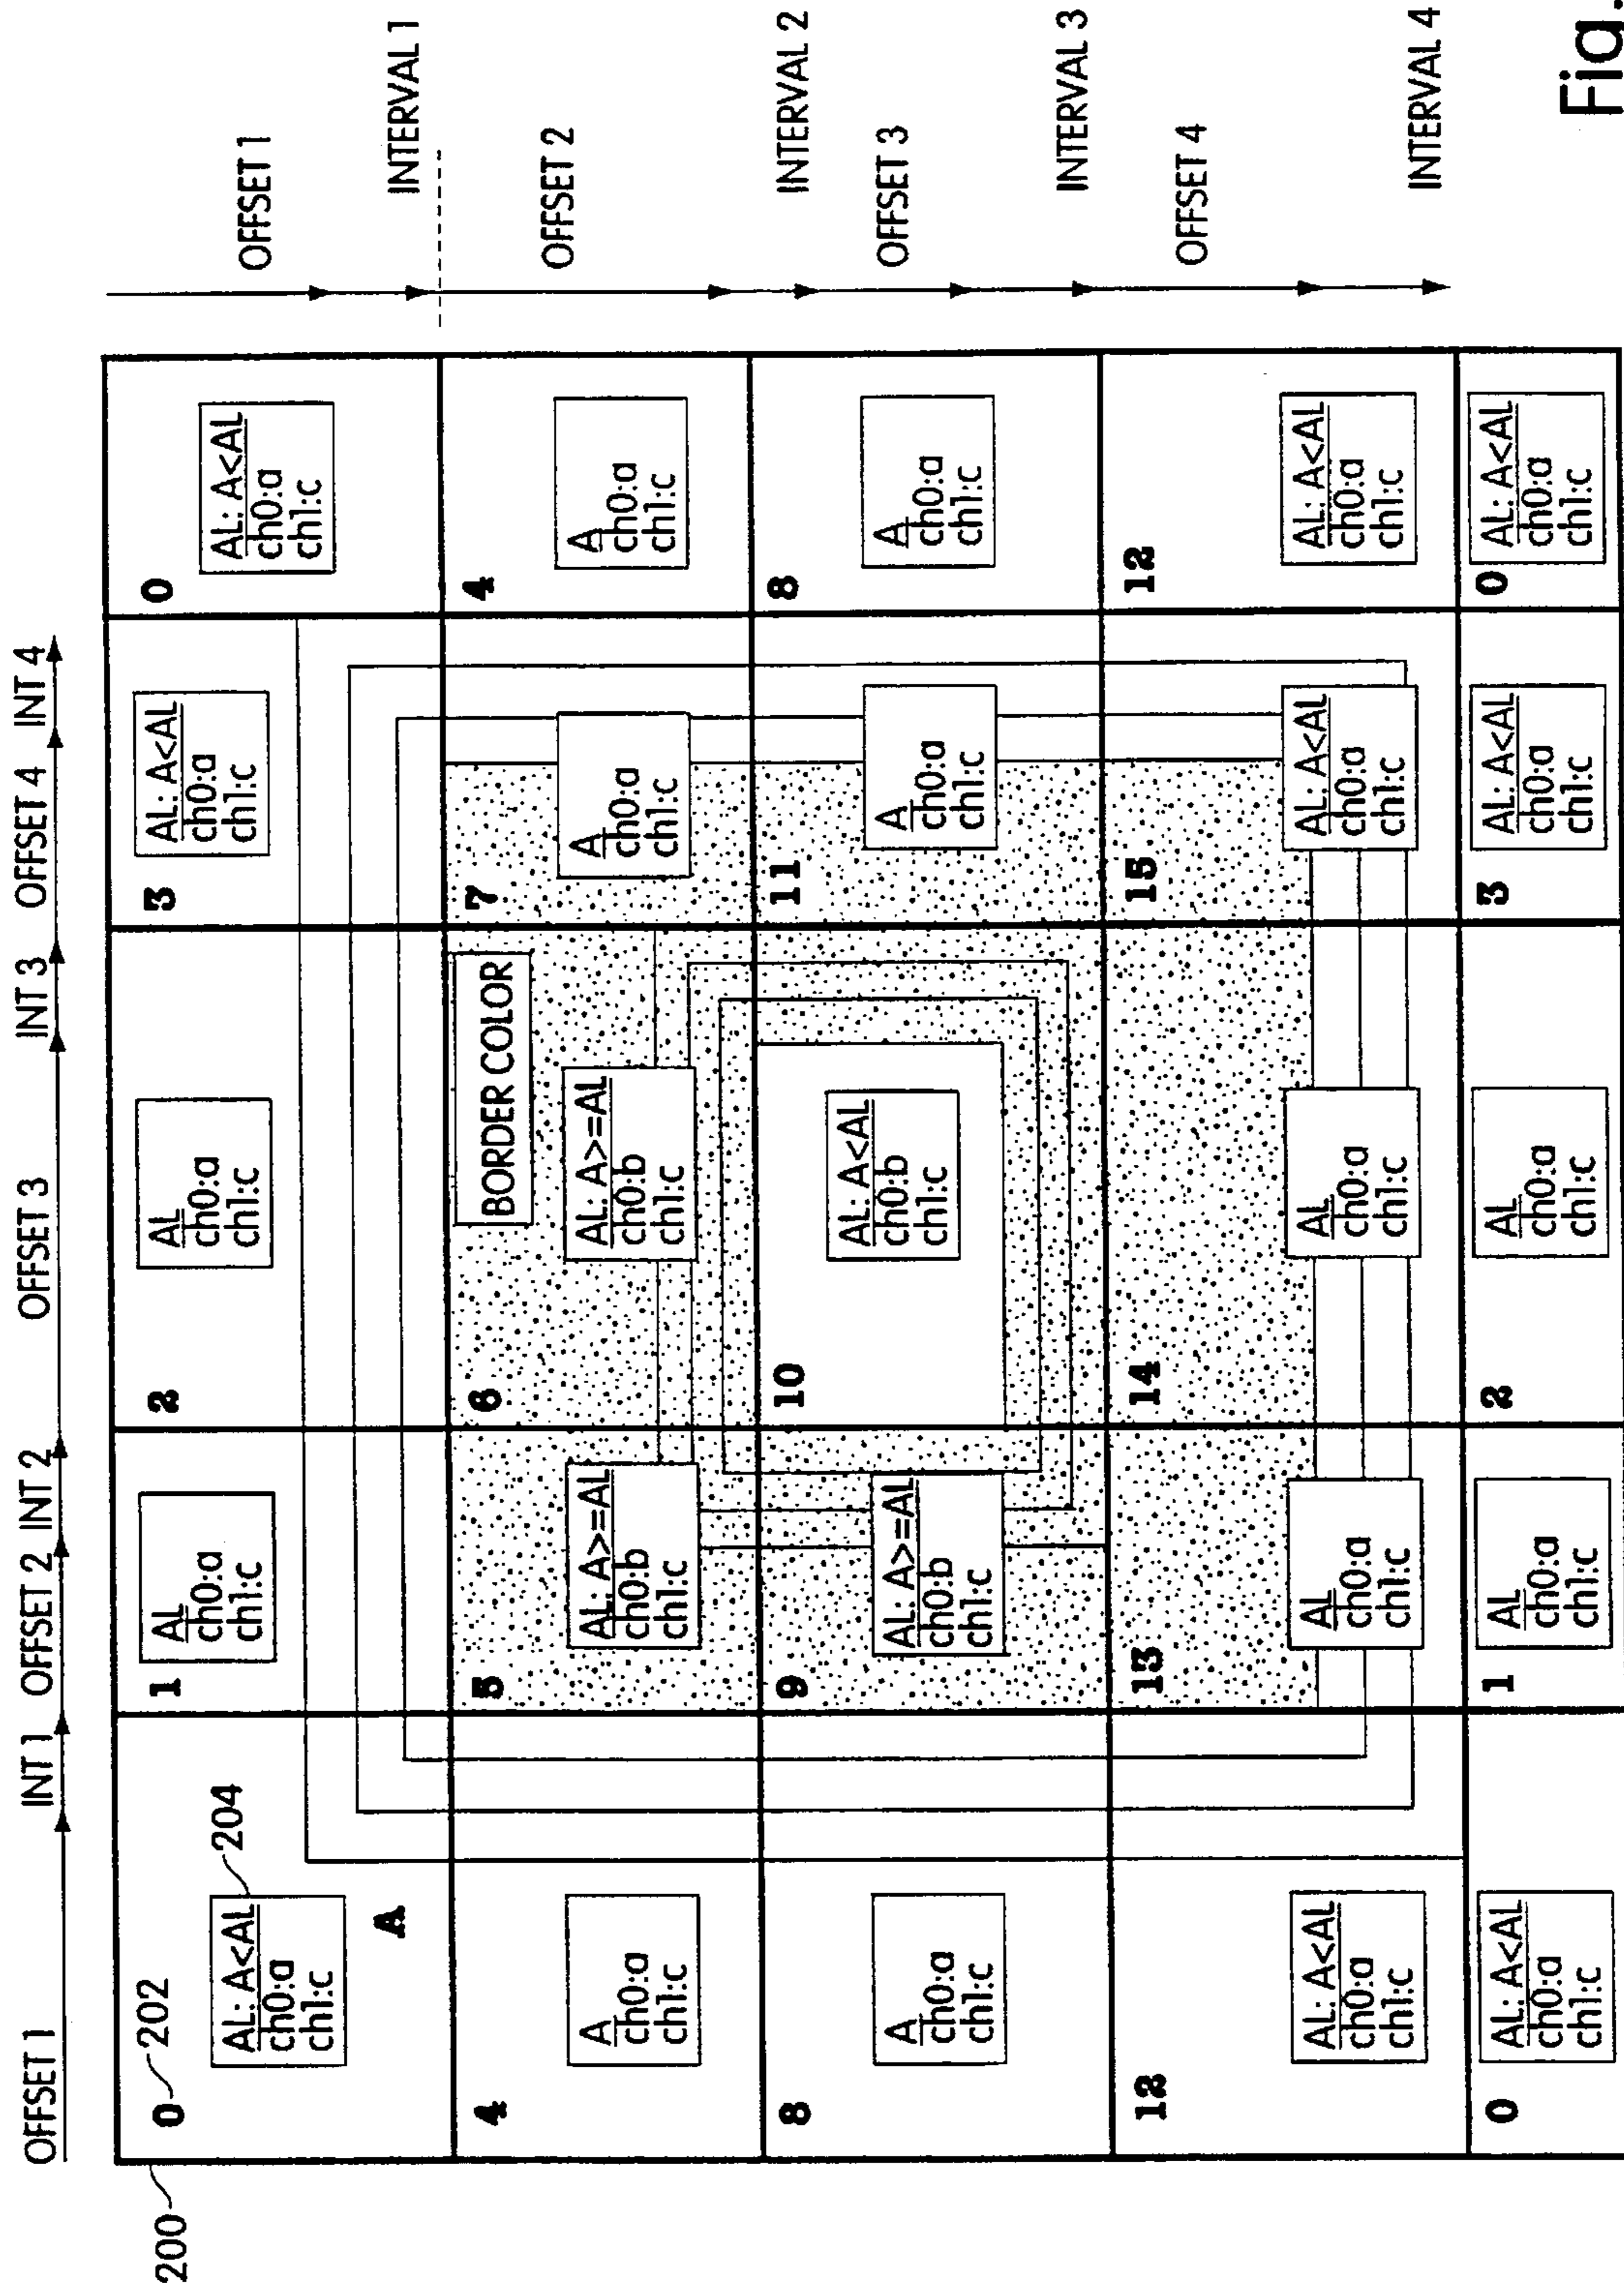 OFFSET 1 INT 1 OFFSET 2 INT 2 OFFSET 3 INT 3 OFFSET 4 INT 4
200
0
202
204
AL: A<AL
ch0:a
ch1:c
A
1
AL
ch0:a
ch1:c
2
AL
ch0:a
ch1:c
3
AL: A<AL
ch0:a
ch1:c
0
AL: A<AL
ch0:a
ch1:c
OFFSET 1
INTERVAL 1
4
A
ch0:a
ch1:c
5
AL: A>=AL
ch0:b
ch1:c
6
BORDER COLOR
AL: A>=AL
ch0:b
ch1:c
7
A
ch0:a
ch1:c
4
A
ch0:a
ch1:c
OFFSET 2
INTERVAL 2
8
A
ch0:a
ch1:c
9
AL: A>=AL
ch0:b
ch1:c
10
AL: A<AL
ch0:b
ch1:c
11
A
ch0:a
ch1:c
8
A
ch0:a
ch1:c
OFFSET 3
INTERVAL 3
12
AL: A<AL
ch0:a
ch1:c
13
AL
ch0:a
ch1:c
14
AL
ch0:a
ch1:c
15
AL: A<AL
ch0:a
ch1:c
12
AL: A<AL
ch0:a
ch1:c
OFFSET 4
INTERVAL 4
0
AL: A<AL
ch0:a
ch1:c
1
AL
ch0:a
ch1:c
2
AL
ch0:a
ch1:c
3
AL: A<AL
ch0:a
ch1:c
0
AL: A<AL
ch0:a
ch1:c
Fig.